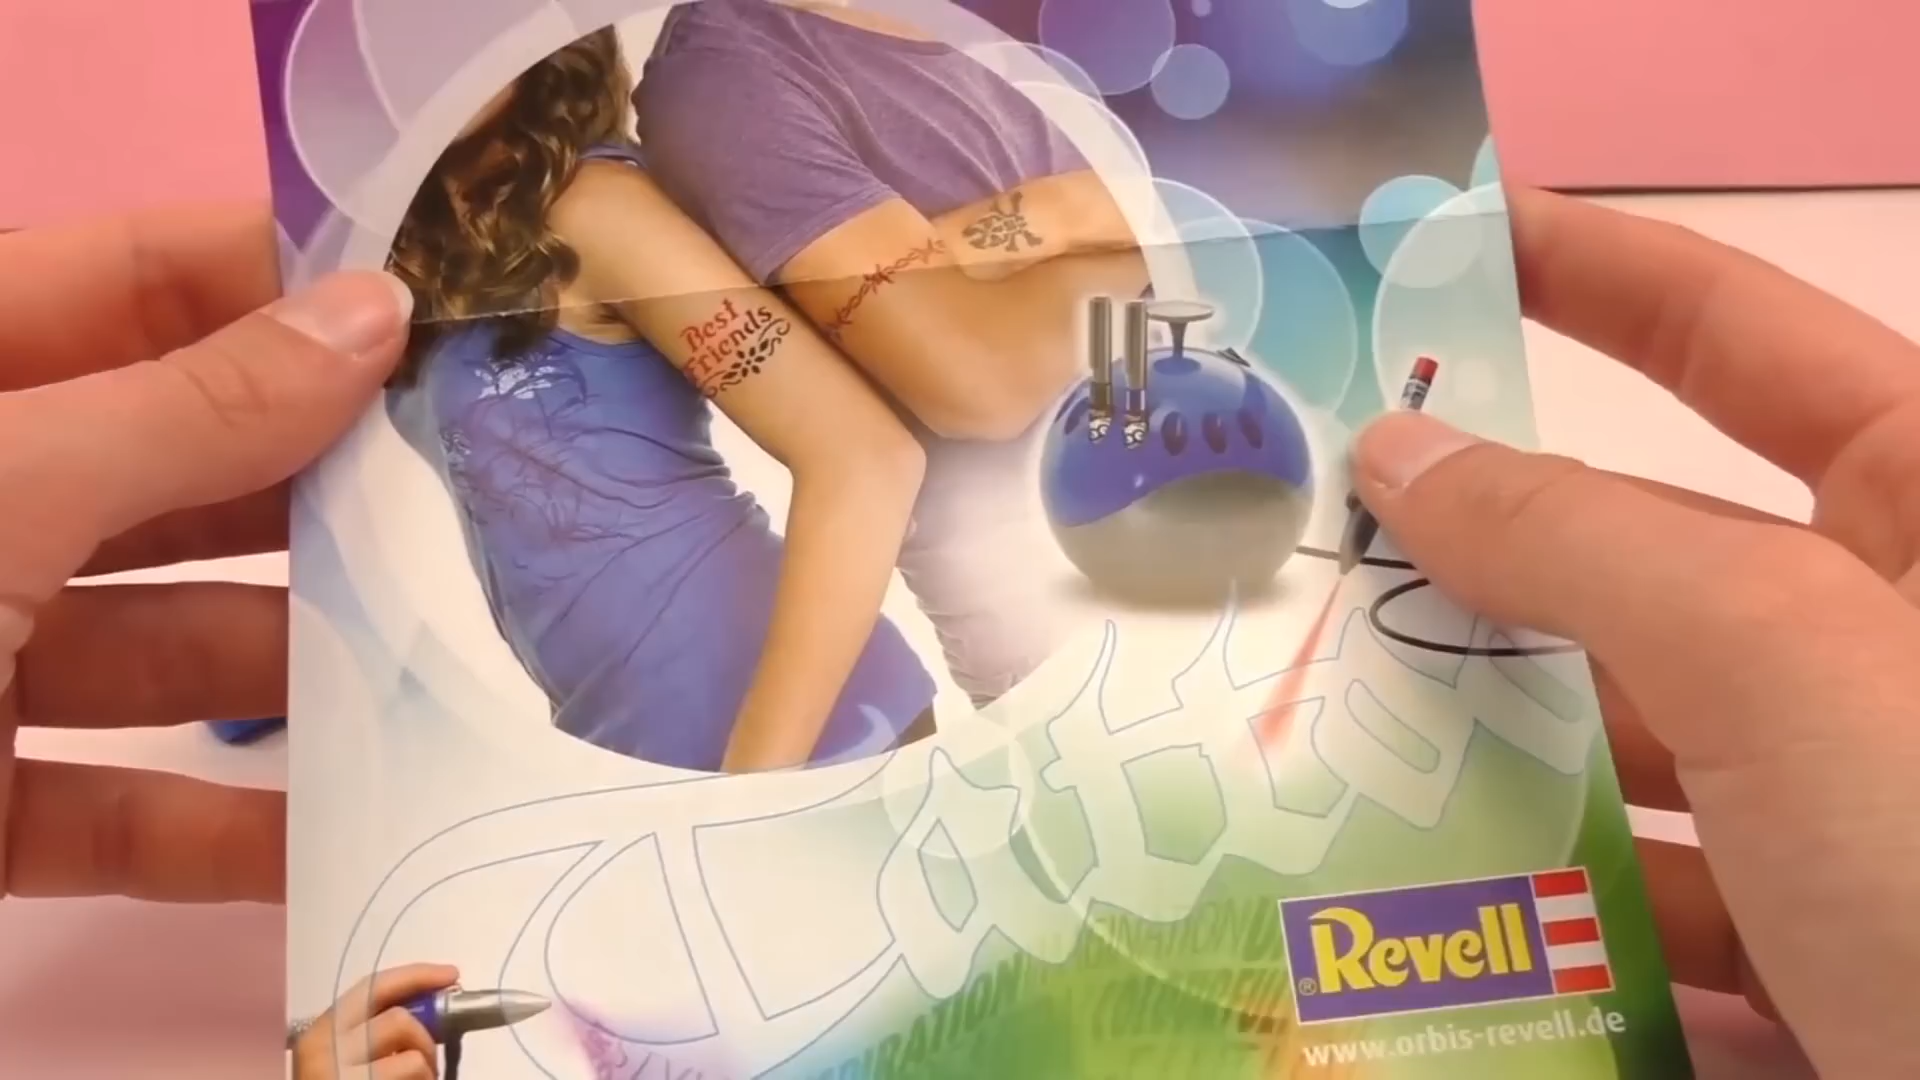 Best
Friends
Tattoo
Revell
®
www.orbis-revell.de